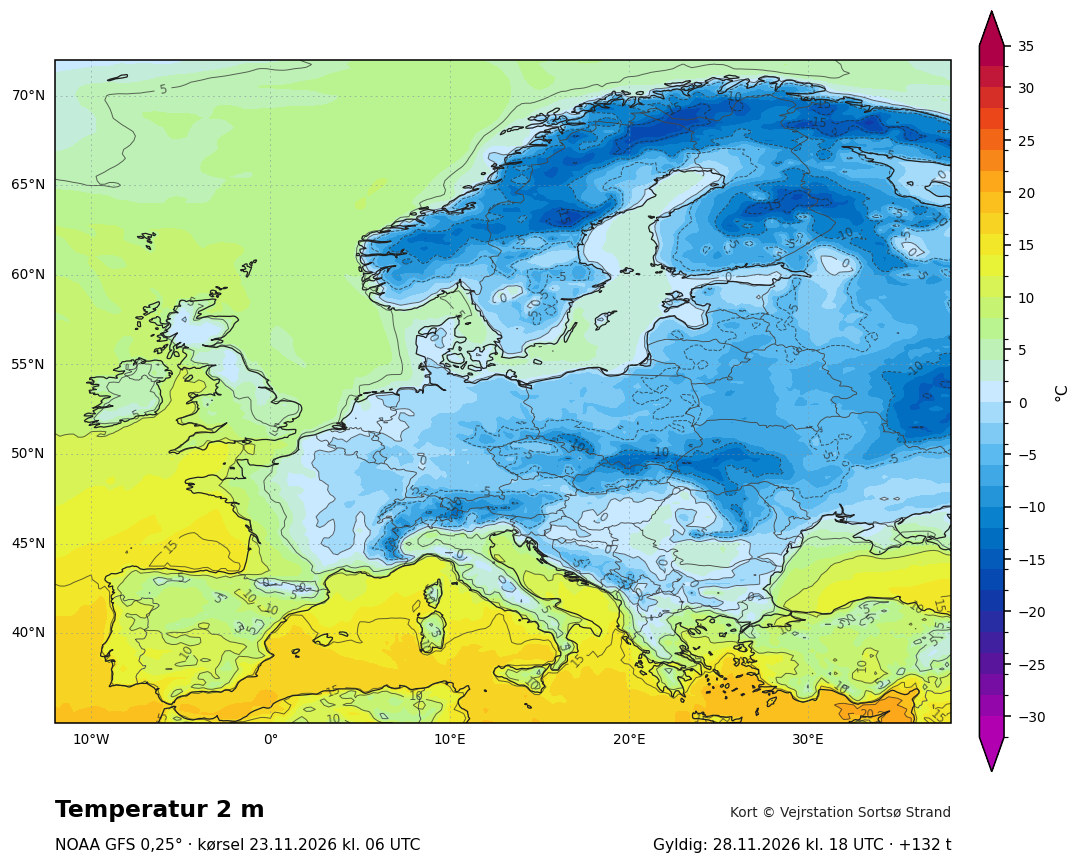 35
30
25
20
15
10
5
0
−5
−10
−15
−20
−25
−30
°C
70°N
65°N
60°N
55°N
50°N
45°N
40°N
10°W 0° 10°E 20°E 30°E
Temperatur 2 m
Kort © Vejrstation Sortsø Strand
NOAA GFS 0,25° · kørsel 23.11.2026 kl. 06 UTC
Gyldig: 28.11.2026 kl. 18 UTC · +132 t